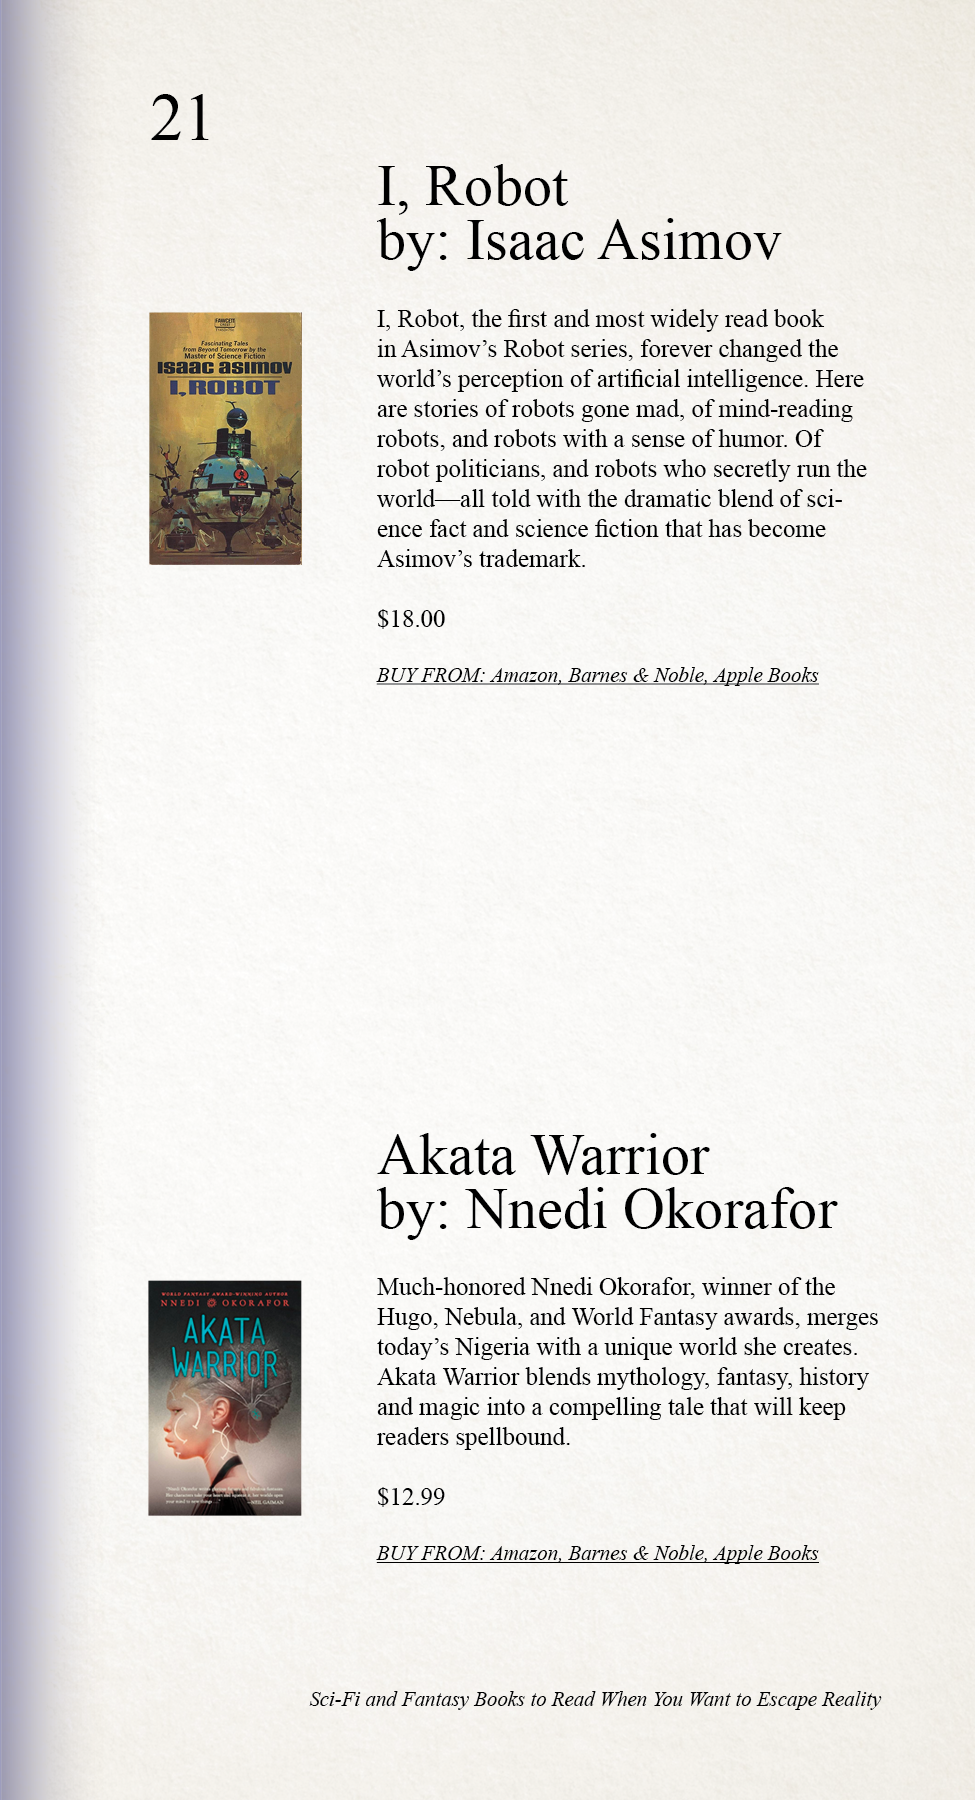 21
I, Robot
by: Isaac Asimov
FAWCETT
CREST
Fascinating Tales
from Beyond Tomorrow by the
Master of Science Fiction
isaac asimov
I, ROBOT
I, Robot, the first and most widely read book
in Asimov’s Robot series, forever changed the
world’s perception of artificial intelligence. Here
are stories of robots gone mad, of mind-reading
robots, and robots with a sense of humor. Of
robot politicians, and robots who secretly run the
world—all told with the dramatic blend of sci-
ence fact and science fiction that has become
Asimov’s trademark.
$18.00
BUY FROM: Amazon, Barnes & Noble, Apple Books
Akata Warrior
by: Nnedi Okorafor
WORLD FANTASY AWARD-WINNING AUTHOR
NNEDI OKORAFOR
AKATA
WARRIOR
—NEIL GAIMAN
Much-honored Nnedi Okorafor, winner of the
Hugo, Nebula, and World Fantasy awards, merges
today’s Nigeria with a unique world she creates.
Akata Warrior blends mythology, fantasy, history
and magic into a compelling tale that will keep
readers spellbound.
$12.99
BUY FROM: Amazon, Barnes & Noble, Apple Books
Sci-Fi and Fantasy Books to Read When You Want to Escape Reality